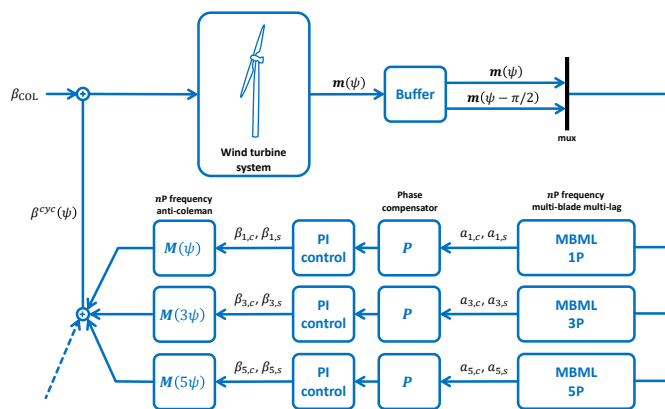 β_COL
Wind turbine
system
𝒎(ψ)
Buffer
𝒎(ψ)
𝒎(ψ − π/2)
mux
β^cyc(ψ)
nP frequency
anti-coleman
Phase
compensator
nP frequency
multi-blade multi-lag
M(ψ)
β_1,c, β_1,s
PI
control
P
a_1,c, a_1,s
MBML
1P
M(3ψ)
β_3,c, β_3,s
PI
control
P
a_3,c, a_3,s
MBML
3P
M(5ψ)
β_5,c, β_5,s
PI
control
P
a_5,c, a_5,s
MBML
5P